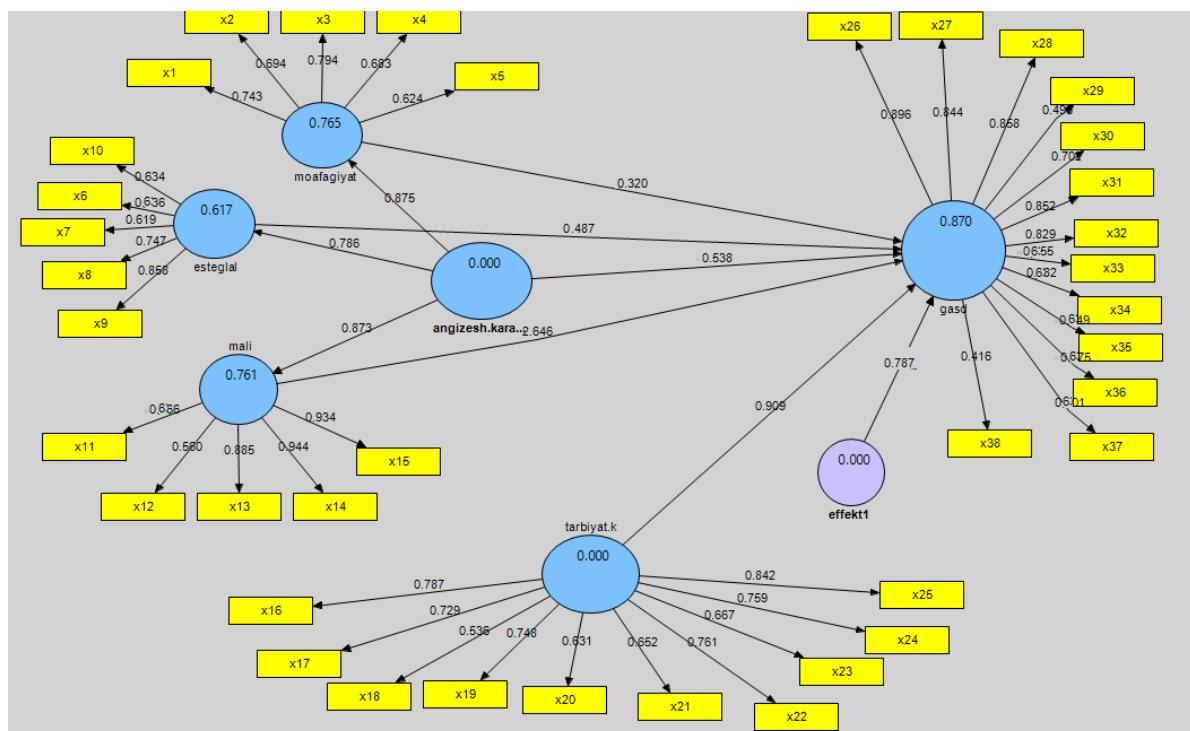 x2
x3
x4
x26
x27
x28
x1
0.694
0.794
0.683
x5
0.743
0.624
x29
0.896
0.844
0.858
x30
0.765
moafagiyat
x10
0.634
x31
0.320
0.852
x6
0.636
x7
0.619
0.617
0.875
0.487
0.870
0.829
x32
x33
x8
0.747
esteglal
0.786
0.000
0.538
x34
x9
0.858
angizesh.kara...
gasd
x35
0.873
mali
0.761
0.787
0.416
x36
x11
0.934
0.909
x38
x37
0.560
0.885
0.944
x15
0.000
x12
x13
x14
effekt1
tarbiyat.k
0.000
0.787
0.842
x25
x16
0.729
0.759
0.536
0.748
0.631
0.652
0.761
0.667
x24
x17
x23
x18
x19
x20
x21
x22